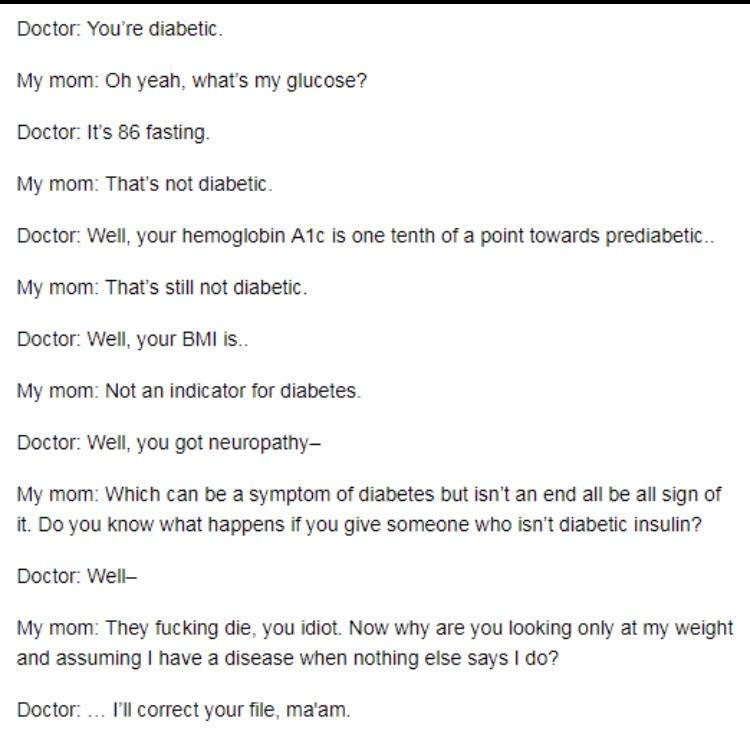 Doctor: You're diabetic.
My mom: Oh yeah, what's my glucose?
Doctor: It's 86 fasting.
My mom: That's not diabetic.
Doctor: Well, your hemoglobin A1c is one tenth of a point towards prediabetic..
My mom: That's still not diabetic.
Doctor: Well, your BMI is..
My mom: Not an indicator for diabetes.
Doctor: Well, you got neuropathy–
My mom: Which can be a symptom of diabetes but isn't an end all be all sign of
it. Do you know what happens if you give someone who isn't diabetic insulin?
Doctor: Well–
My mom: They fucking die, you idiot. Now why are you looking only at my weight
and assuming I have a disease when nothing else says I do?
Doctor: ... I'll correct your file, ma'am.